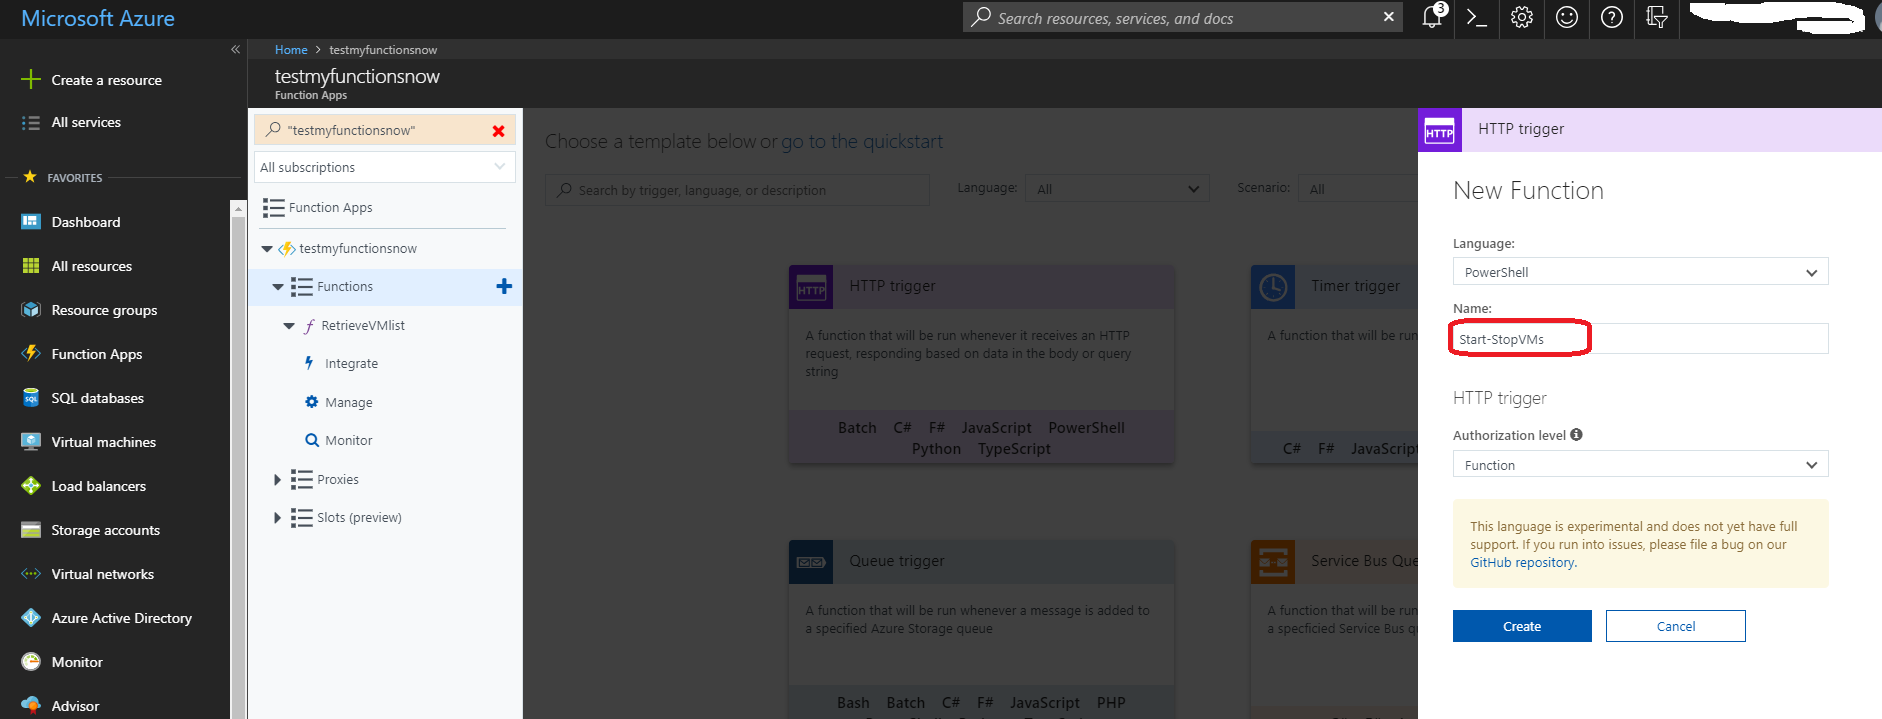 Microsoft Azure
Search resources, services, and docs
3
Create a resource
All services
FAVORITES
Dashboard
All resources
Resource groups
Function Apps
SQL databases
Virtual machines
Load balancers
Storage accounts
Virtual networks
Azure Active Directory
Monitor
Advisor
Home > testmyfunctionsnow
testmyfunctionsnow
Function Apps
"testmyfunctionsnow"
All subscriptions
Function Apps
testmyfunctionsnow
Functions
RetrieveVMlist
Integrate
Manage
Monitor
Proxies
Slots (preview)
Choose a template below or go to the quickstart
Search by trigger, language, or description
Language: All
Scenario: All
HTTP
HTTP trigger
A function that will be run whenever it receives an HTTP
request, responding based on data in the body or query
string
Batch C# F# JavaScript PowerShell
Python TypeScript
Timer trigger
A function that will be run
C# F# JavaScript
Queue trigger
A function that will be run whenever a message is added to
a specified Azure Storage queue
Bash Batch C# F# JavaScript PHP
Service Bus Que
A function that will be run
a specficied Service Bus
HTTP
HTTP trigger
New Function
Language:
PowerShell
Name:
Start-StopVMs
HTTP trigger
Authorization level
Function
This language is experimental and does not yet have full
support. If you run into issues, please file a bug on our
GitHub repository.
Create
Cancel